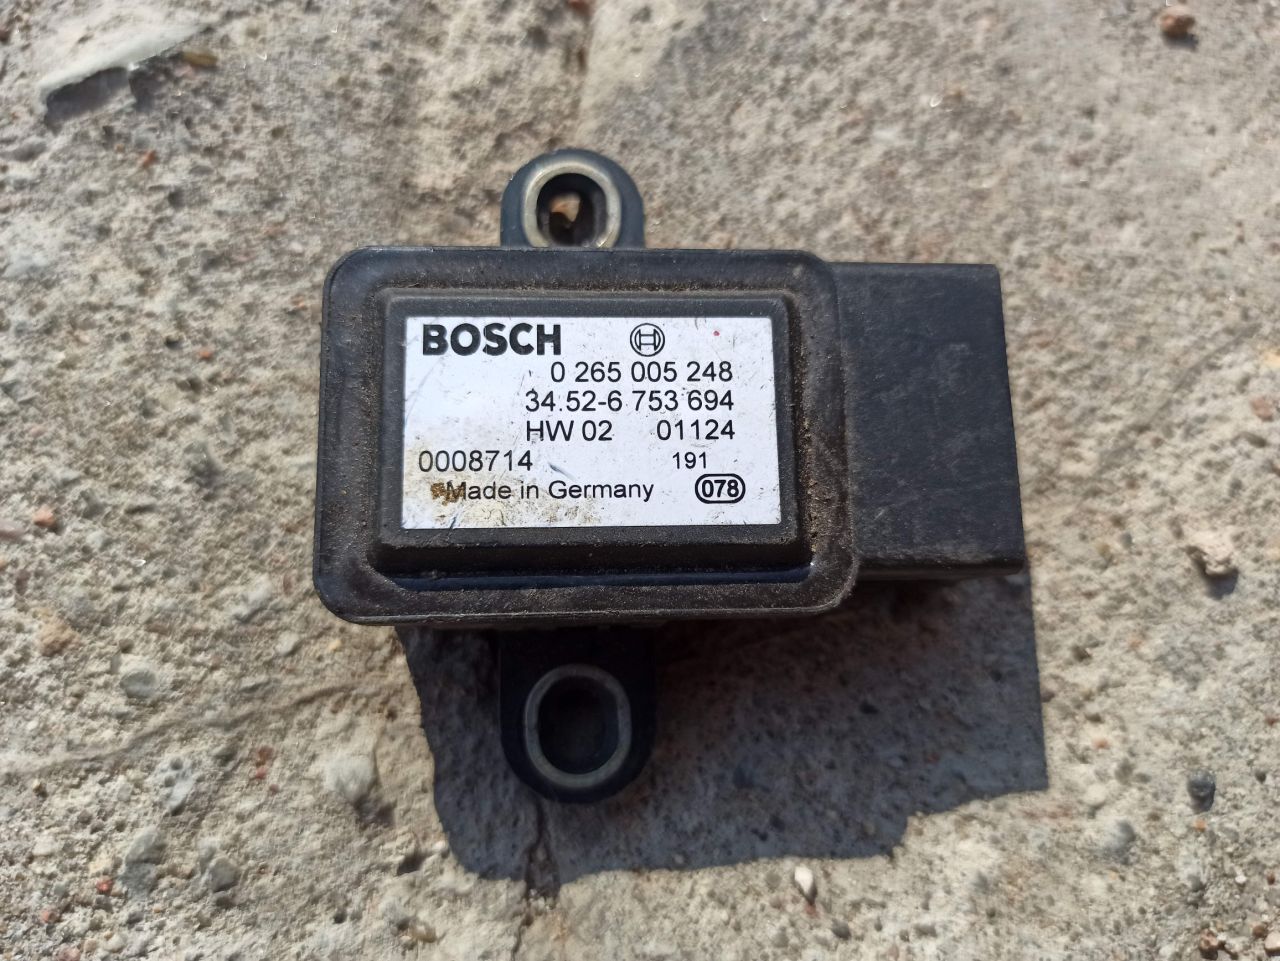 BOSCH
0 265 005 248
34.52-6 753 694
HW 02 01124
0008714 191
Made in Germany 078